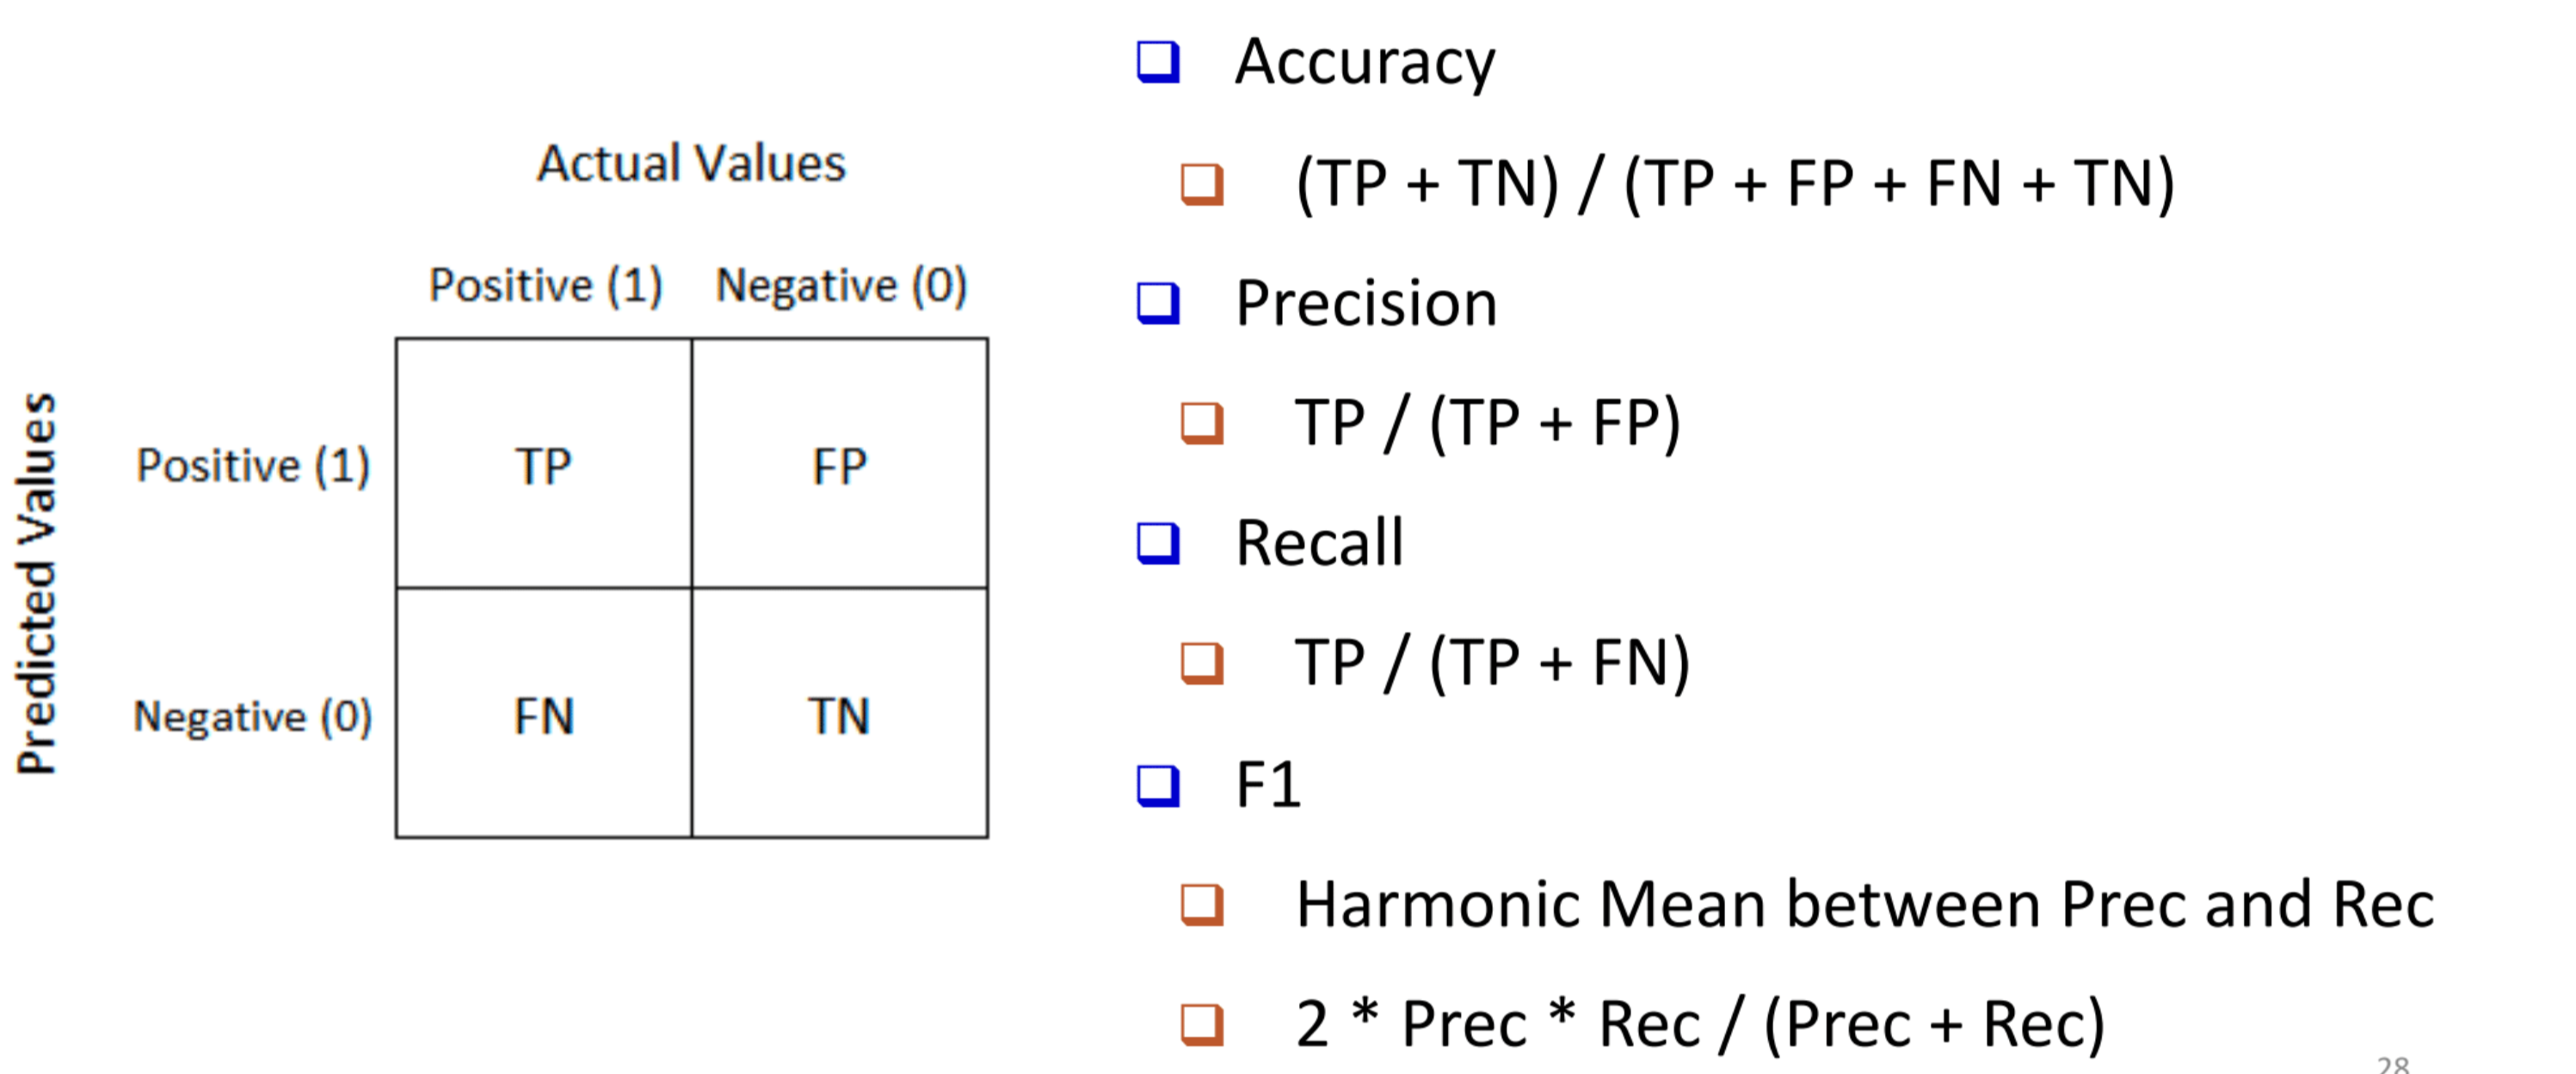 Actual Values
Positive (1) Negative (0)
Predicted Values
Positive (1) TP FP
Negative (0) FN TN
Accuracy
(TP + TN) / (TP + FP + FN + TN)
Precision
TP / (TP + FP)
Recall
TP / (TP + FN)
F1
Harmonic Mean between Prec and Rec
2 * Prec * Rec / (Prec + Rec)
28